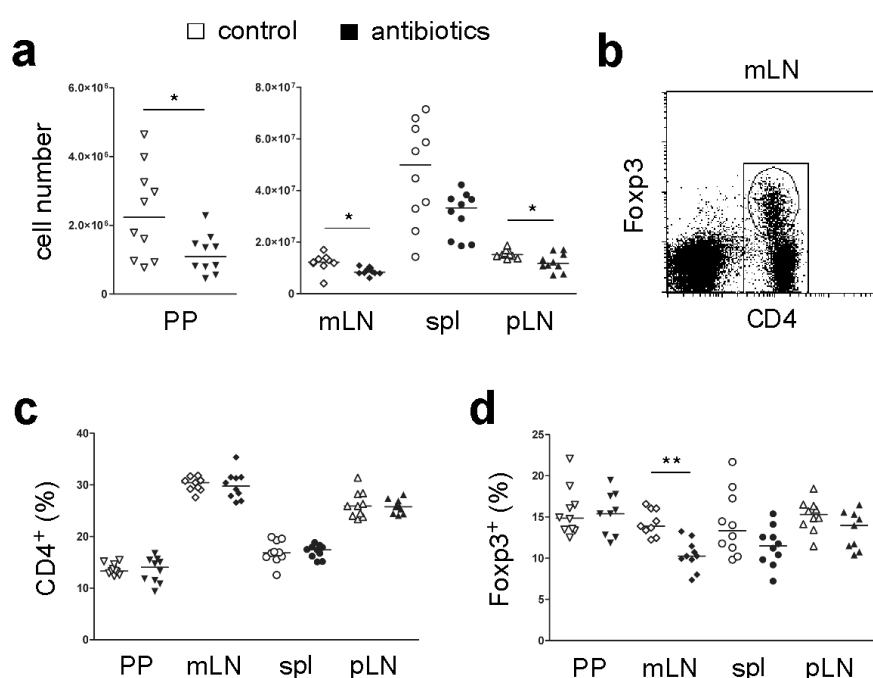 □ control ■ antibiotics
a
cell number
6.0×10⁶
4.0×10⁶
2.0×10⁶
0
*
PP
8.0×10⁷
6.0×10⁷
4.0×10⁷
2.0×10⁷
0
*
*
mLN spl pLN
b
mLN
Foxp3
CD4
c
CD4⁺ (%)
40
30
20
10
0
PP mLN spl pLN
d
Foxp3⁺ (%)
25
20
15
10
5
0
**
PP mLN spl pLN